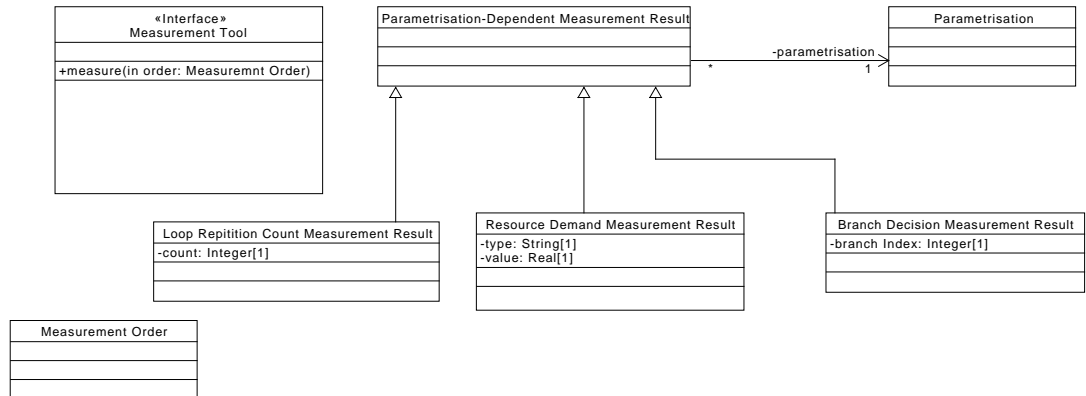 «Interface»
Measurement Tool
+measure(in order: Measuremnt Order)
Parametrisation-Dependent Measurement Result
-parametrisation
*
1
Parametrisation
Loop Repitition Count Measurement Result
-count: Integer[1]
Resource Demand Measurement Result
-type: String[1]
-value: Real[1]
Branch Decision Measurement Result
-branch Index: Integer[1]
Measurement Order